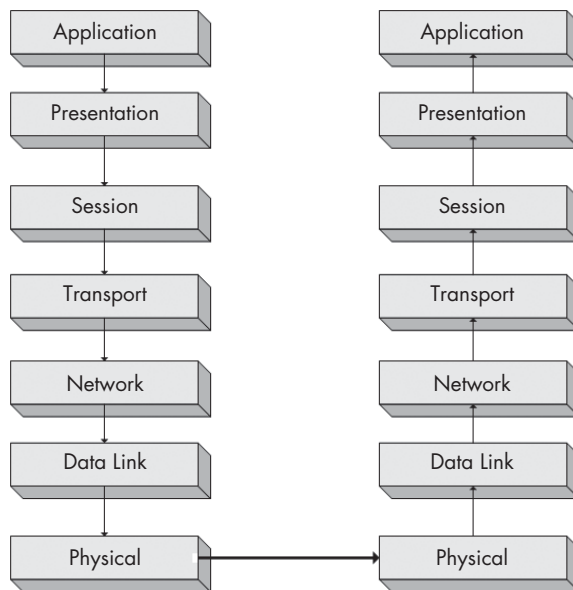 Application
Presentation
Session
Transport
Network
Data Link
Physical
Application
Presentation
Session
Transport
Network
Data Link
Physical